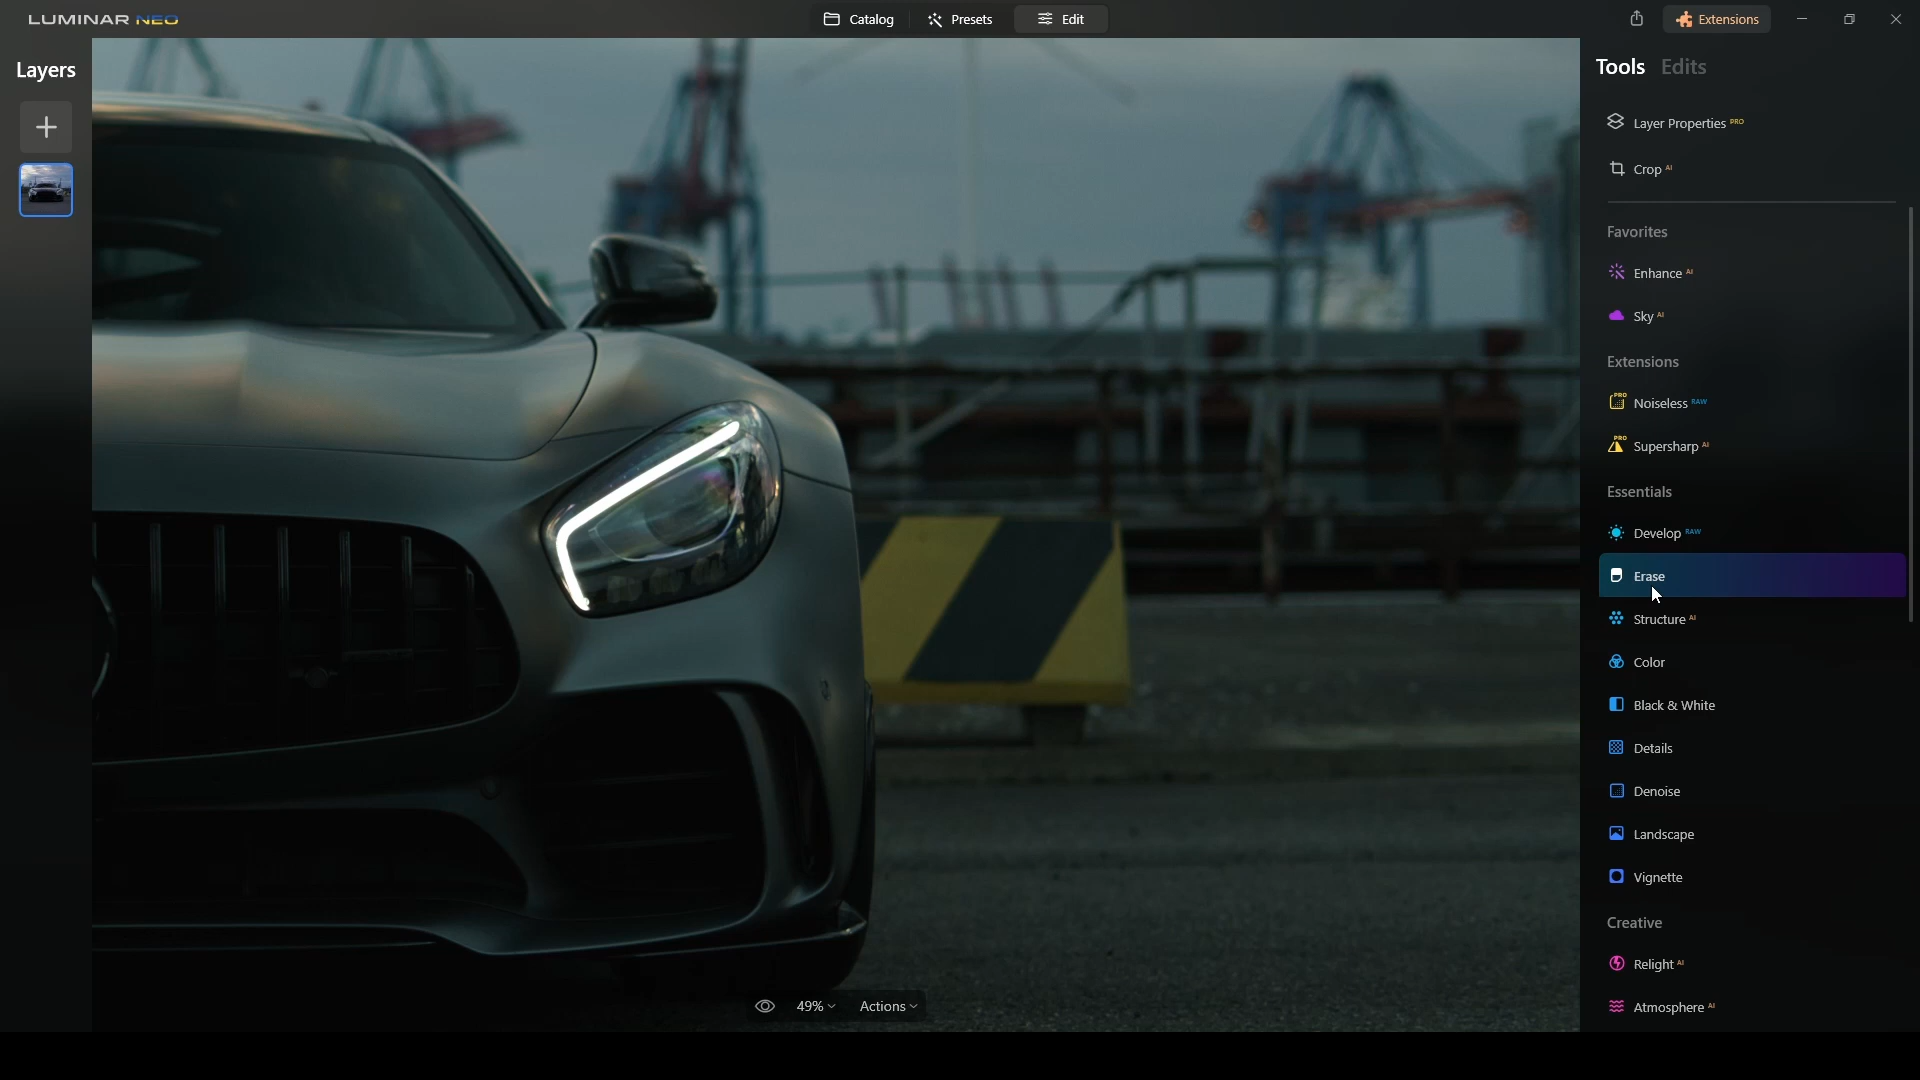 LUMINAR NEO
Catalog
Presets
Edit
Extensions
Layers
Tools Edits
Layer Properties PRO
Crop AI
Favorites
Enhance AI
Sky AI
Extensions
PRO
Noiseless RAW
PRO
Supersharp AI
Essentials
Develop RAW
Erase
Structure AI
Color
Black & White
Details
Denoise
Landscape
Vignette
Creative
Relight AI
Atmosphere AI
49%
Actions